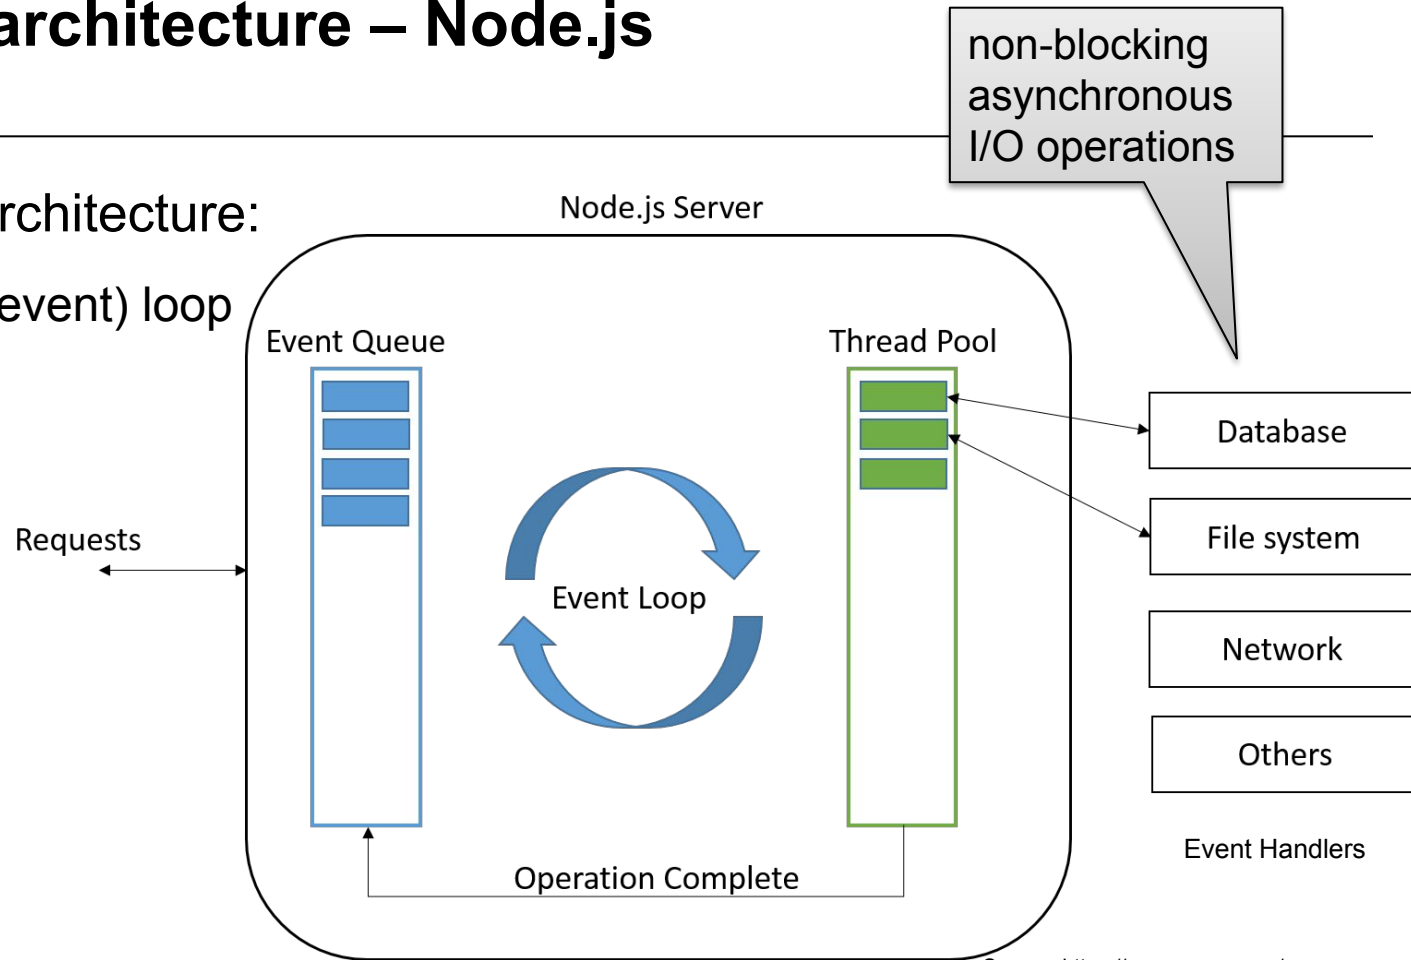 architecture – Node.js
non-blocking
asynchronous
I/O operations
rchitecture:
event) loop
Node.js Server
Event Queue
Thread Pool
Requests
Event Loop
Operation Complete
Database
File system
Network
Others
Event Handlers